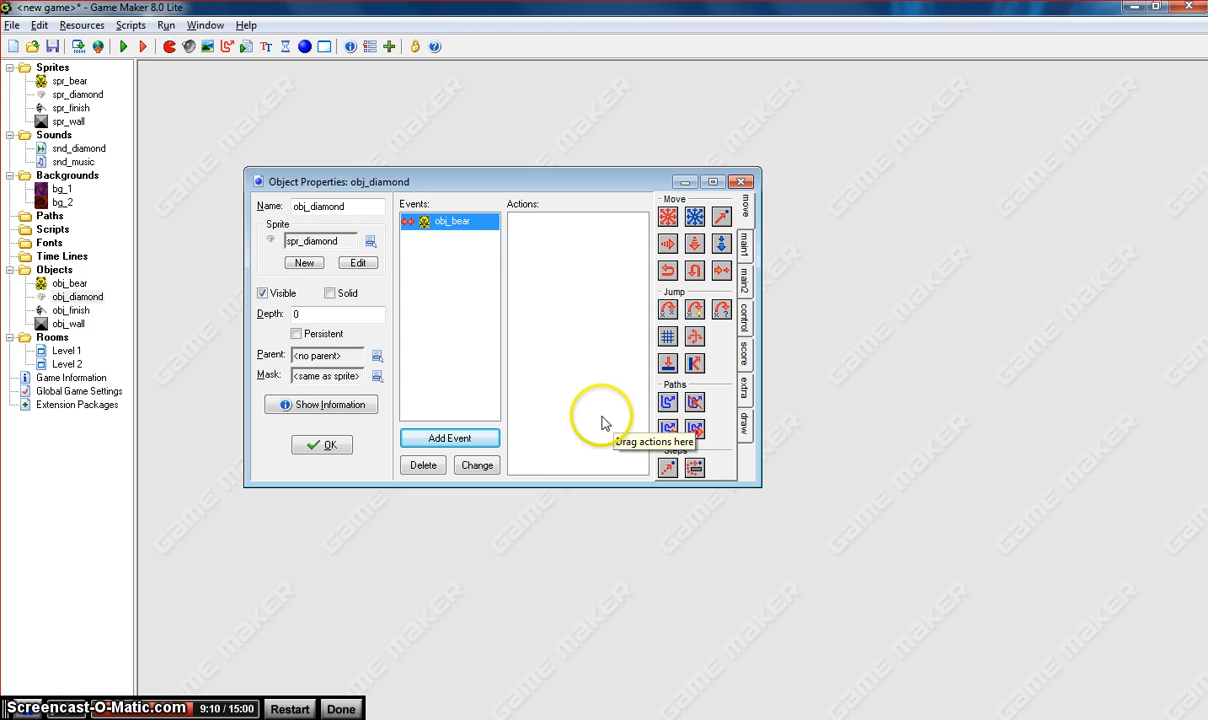 <new game>* - Game Maker 8.0 Lite
File Edit Resources Scripts Run Window Help
Sprites
spr_bear
spr_diamond
spr_finish
spr_wall
Sounds
snd_diamond
snd_music
Backgrounds
bg_1
bg_2
Paths
Scripts
Fonts
Time Lines
Objects
obj_bear
obj_diamond
obj_finish
obj_wall
Rooms
Level 1
Level 2
Game Information
Global Game Settings
Extension Packages
Object Properties: obj_diamond
Name: obj_diamond
Sprite
spr_diamond
New Edit
Visible Solid
Depth: 0
Persistent
Parent: <no parent>
Mask: <same as sprite>
Show Information
OK
Events:
obj_bear
Add Event
Delete Change
Actions:
Drag actions here
Move
Jump
Paths
Steps
move
main1
main2
control
score
extra
draw
GAME MAKER
Screencast-O-Matic.com 9:10 / 15:00 Restart Done